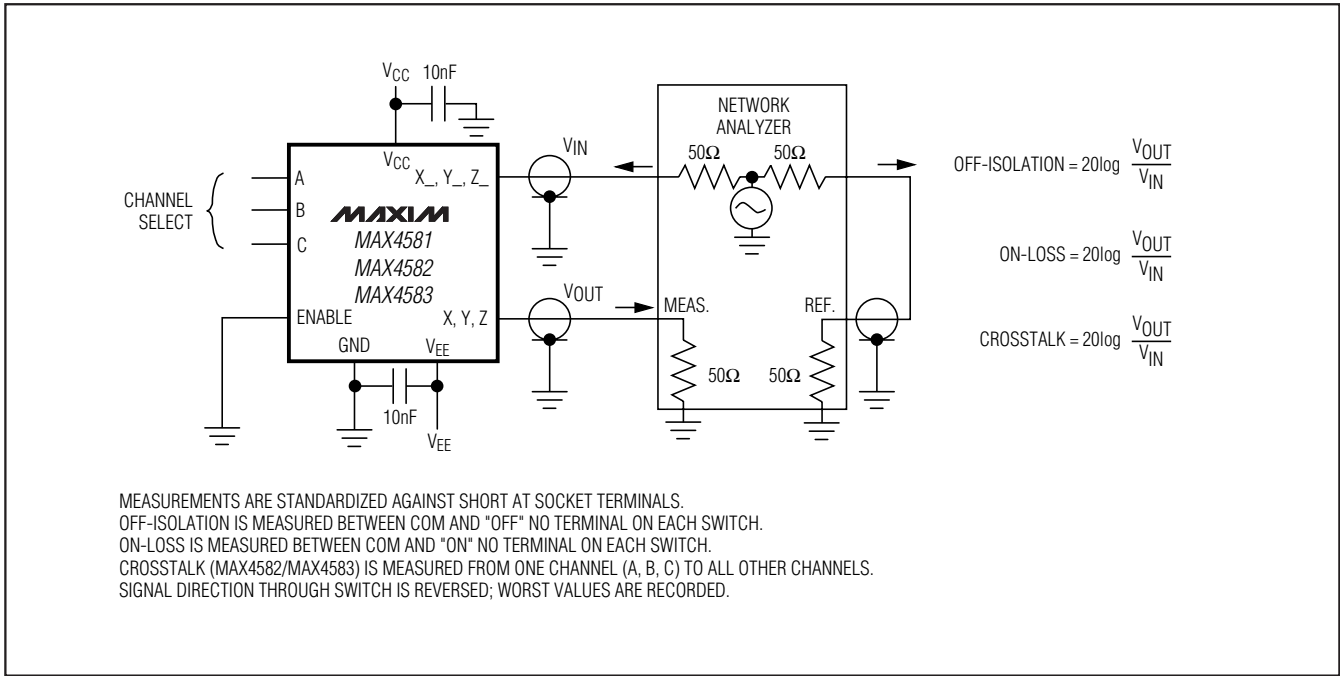 VCC 10nF
VCC
X_, Y_, Z_
VIN
NETWORK
ANALYZER
50Ω 50Ω
CHANNEL
SELECT
A
B
C
MAXIM
MAX4581
MAX4582
MAX4583
ENABLE
X, Y, Z
VOUT
MEAS.
REF.
GND
VEE
10nF
VEE
50Ω 50Ω
OFF-ISOLATION = 20log VOUT
VIN
ON-LOSS = 20log VOUT
VIN
CROSSTALK = 20log VOUT
VIN
MEASUREMENTS ARE STANDARDIZED AGAINST SHORT AT SOCKET TERMINALS.
OFF-ISOLATION IS MEASURED BETWEEN COM AND "OFF" NO TERMINAL ON EACH SWITCH.
ON-LOSS IS MEASURED BETWEEN COM AND "ON" NO TERMINAL ON EACH SWITCH.
CROSSTALK (MAX4582/MAX4583) IS MEASURED FROM ONE CHANNEL (A, B, C) TO ALL OTHER CHANNELS.
SIGNAL DIRECTION THROUGH SWITCH IS REVERSED; WORST VALUES ARE RECORDED.